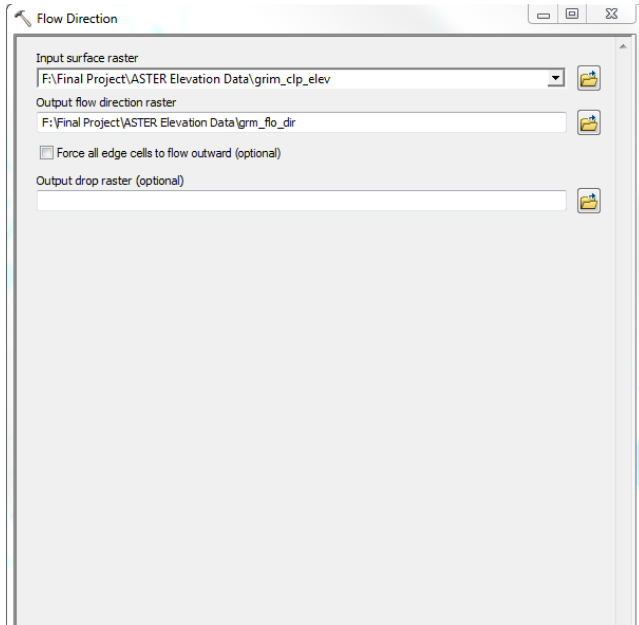 Flow Direction
Input surface raster
F:\Final Project\ASTER Elevation Data\grim_clp_elev
Output flow direction raster
F:\Final Project\ASTER Elevation Data\grm_flo_dir
Force all edge cells to flow outward (optional)
Output drop raster (optional)